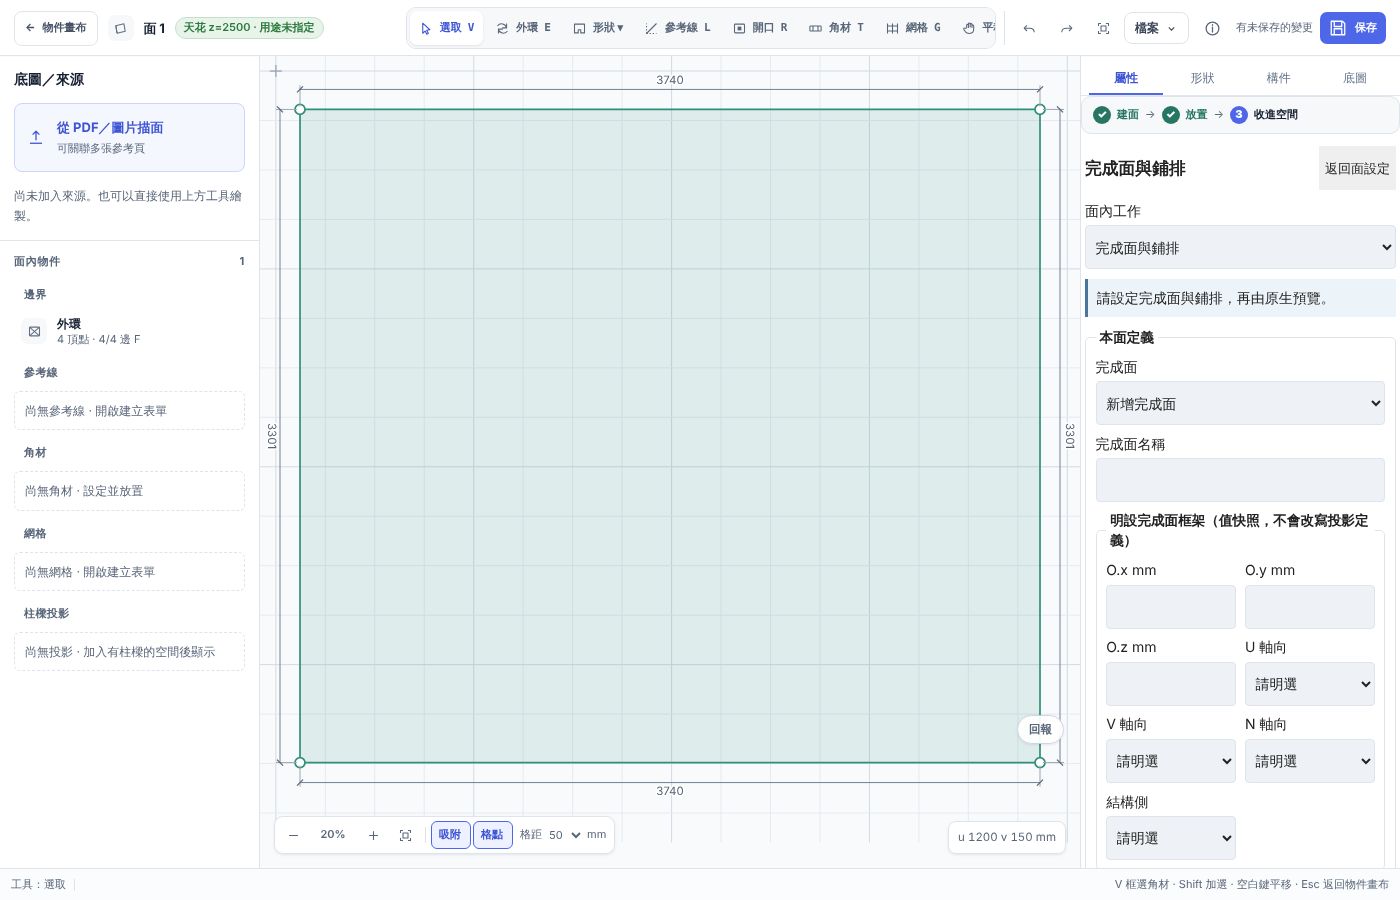 物件畫布
面 1
天花 z=2500 · 用途未指定
選取 V
外環 E
形狀▾
參考線 L
開口 R
角材 T
網格 G
檔案
有未保存的變更
保存
底圖／來源
從 PDF／圖片描面
可關聯多張參考頁
尚未加入來源。也可以直接使用上方工具繪
製。
面內物件 1
邊界
外環
4 頂點 · 4/4 邊 F
參考線
尚無參考線 · 開啟建立表單
角材
尚無角材 · 設定並放置
網格
尚無網格 · 開啟建立表單
柱樑投影
尚無投影 · 加入有柱樑的空間後顯示
3740
3301
3301
3740
回報
20%
吸附
格點
格距 50 mm
u 1200 v 150 mm
屬性
形狀
構件
底圖
建面 → 放置 → 3 收進空間
完成面與鋪排
返回面設定
面內工作
完成面與鋪排
請設定完成面與鋪排，再由原生預覽。
本面定義
完成面
新增完成面
完成面名稱
明設完成面框架（值快照，不會改寫投影定
義）
O.x mm
O.y mm
O.z mm
U 軸向
請明選
V 軸向
N 軸向
請明選
請明選
結構側
請明選
工具：選取
V 框選角材 · Shift 加選 · 空白鍵平移 · Esc 返回物件畫布